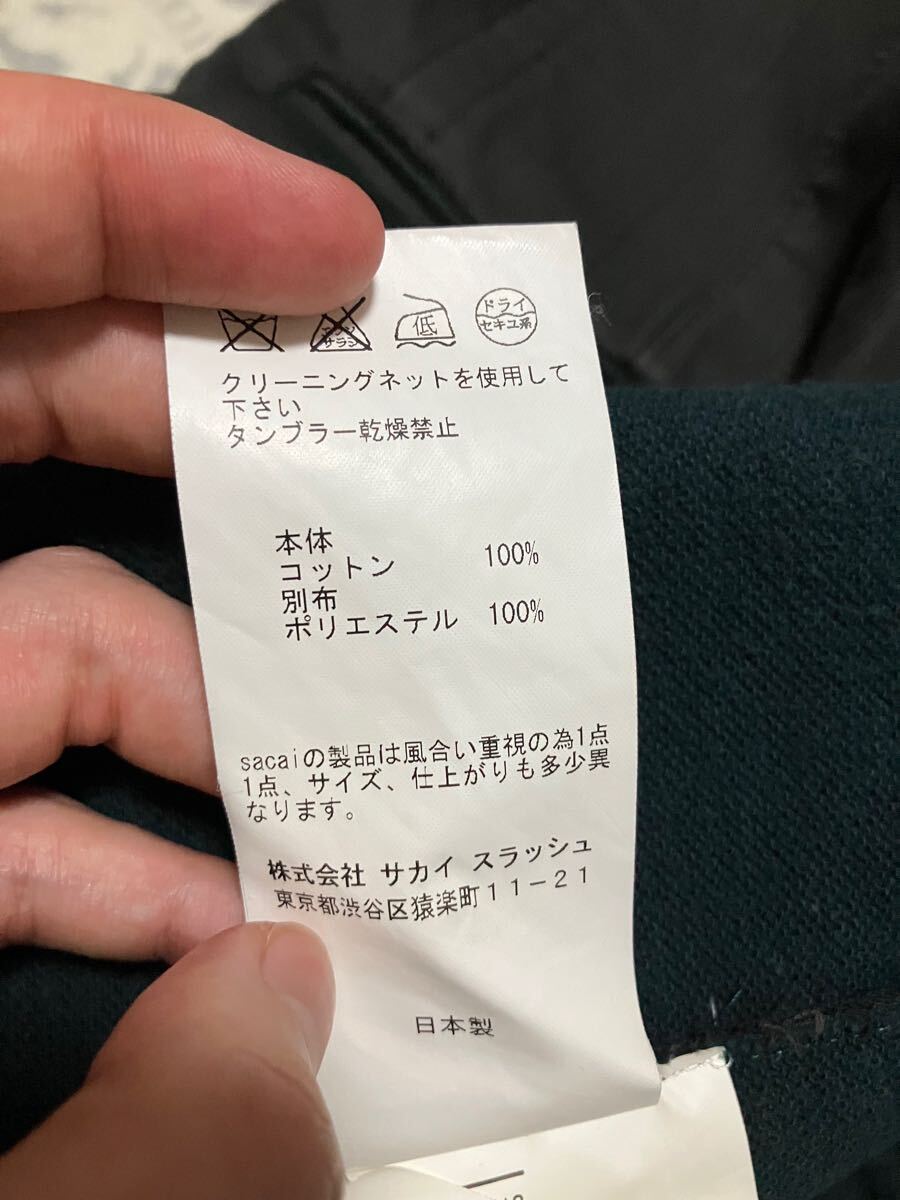 低
ドライ
セキユ系
クリーニングネットを使用して
下さい
タンブラー乾燥禁止
本体
コットン 100%
別布
ポリエステル 100%
sacaiの製品は風合い重視の為1点
1点、サイズ、仕上がりも多少異
なります。
株式会社 サカイ スラッシュ
東京都渋谷区猿楽町11-21
日本製